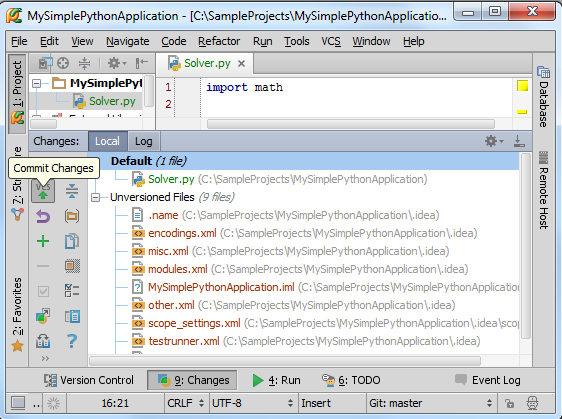 MySimplePythonApplication - [C:\SampleProjects\MySimplePythonApplication...
File Edit View Navigate Code Refactor Run Tools VCS Window Help
1: Project
MySimplePy
Solver.py
Solver.py
1 import math
2
Database
Remote Host
Changes: Local Log
Commit Changes
VCS
2: Favorites
Default (1 file)
Solver.py (C:\SampleProjects\MySimplePythonApplication)
Unversioned Files (9 files)
.name (C:\SampleProjects\MySimplePythonApplication\.idea)
encodings.xml (C:\SampleProjects\MySimplePythonApplication\.idea)
misc.xml (C:\SampleProjects\MySimplePythonApplication\.idea)
modules.xml (C:\SampleProjects\MySimplePythonApplication\.idea)
MySimplePythonApplication.iml (C:\SampleProjects\MySimplePythonApplication\.idea)
other.xml (C:\SampleProjects\MySimplePythonApplication\.idea)
scope_settings.xml (C:\SampleProjects\MySimplePythonApplication\.idea\scop
testrunner.xml (C:\SampleProjects\MySimplePythonApplication\.idea)
Version Control 9: Changes 4: Run 6: TODO Event Log
16:21 CRLF UTF-8 Insert Git: master